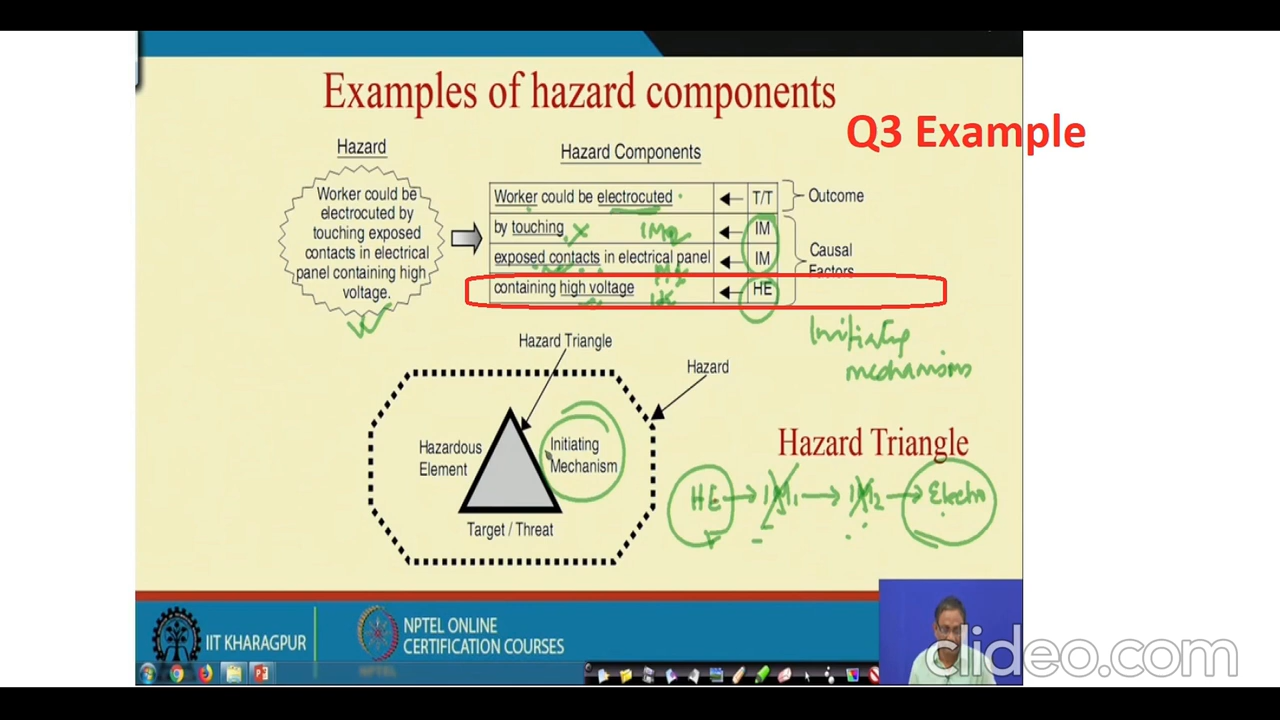 Examples of hazard components
Q3 Example
Hazard
Hazard Components
Worker could be
electrocuted by
touching exposed
contacts in electrical
panel containing high
voltage.
Worker could be electrocuted
T/T
Outcome
by touching
IM2
IM
exposed contacts in electrical panel
IM
Causal
Factors
containing high voltage
HE
Initiating
mechanisms
Hazard Triangle
Hazard
Hazardous
Element
Initiating
Mechanism
Target / Threat
Hazard Triangle
HE → IM1 → IM2 → Electro
IIT KHARAGPUR
NPTEL ONLINE
CERTIFICATION COURSES
clideo.com